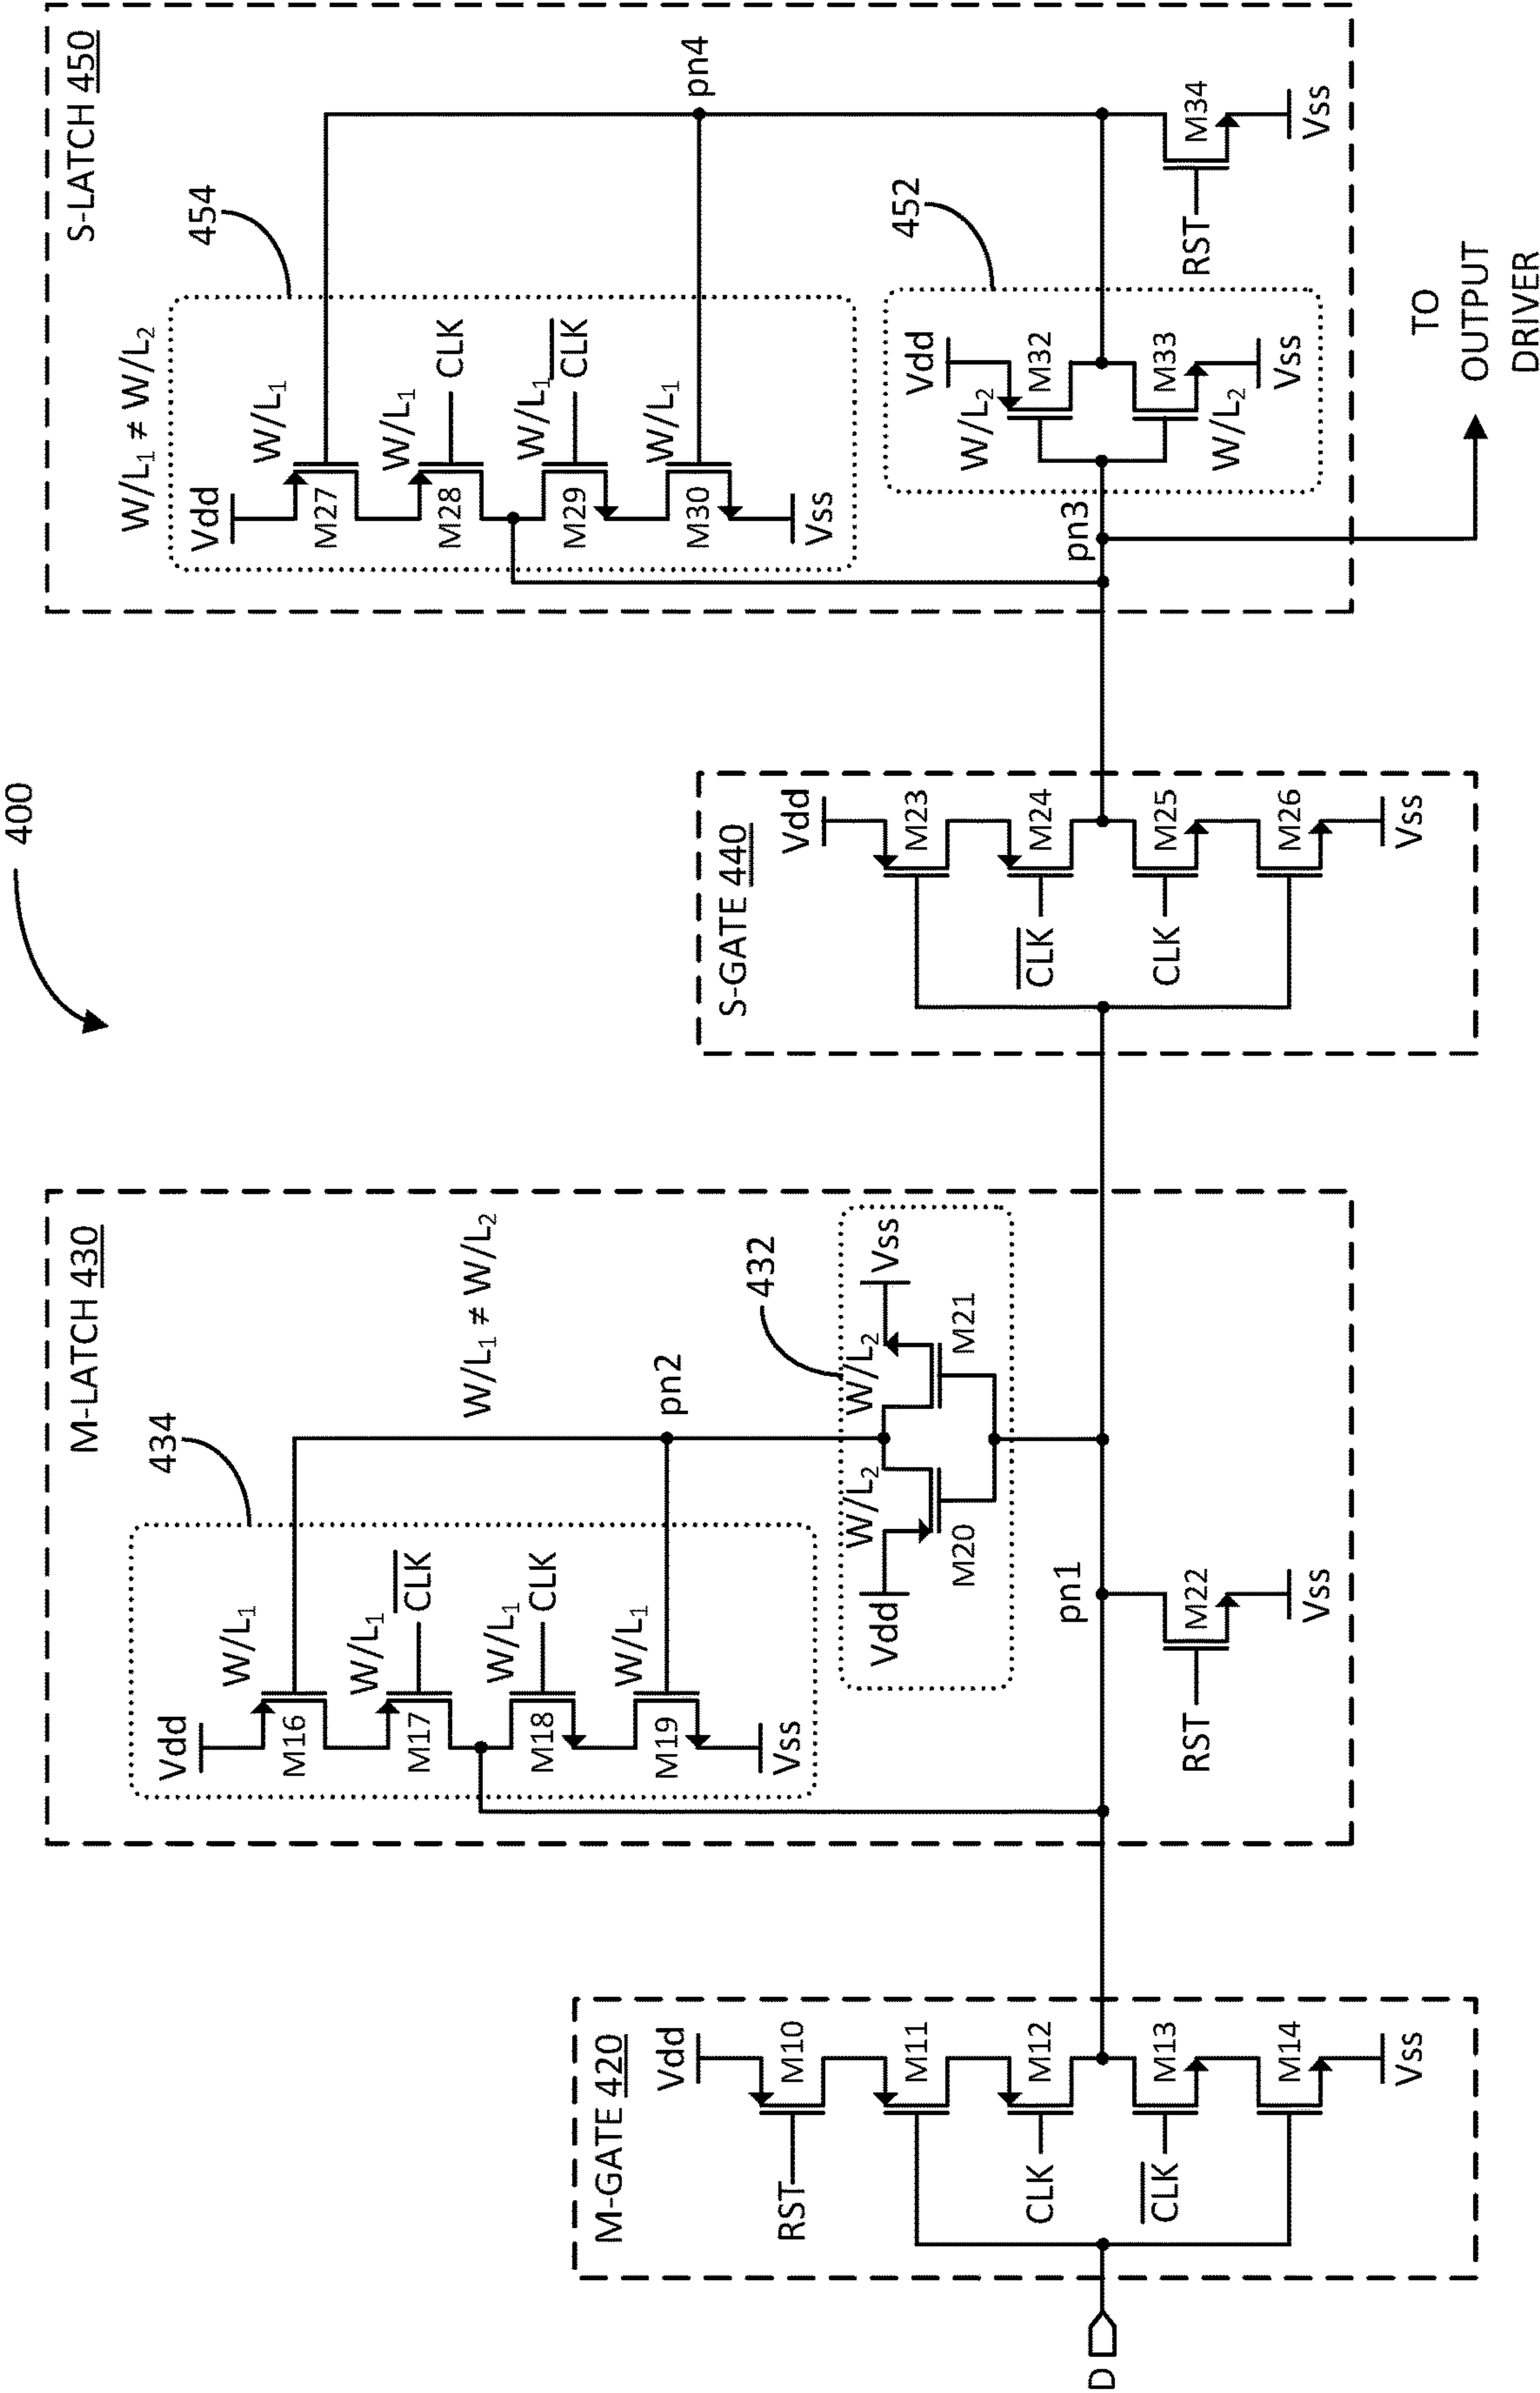 400
D
M-GATE 420
Vdd
RST
M10
M11
CLK
M12
CLK
M13
M14
Vss
M-LATCH 430
434
Vdd
W/L1
M16
W/L1
CLK
M17
W/L1
CLK
M18
W/L1
M19
Vss
W/L1 ≠ W/L2
pn2
432
Vdd
W/L2
M20
W/L2
M21
Vss
pn1
RST
M22
Vss
S-GATE 440
Vdd
M23
CLK
M24
CLK
M25
M26
Vss
S-LATCH 450
W/L1 ≠ W/L2
454
Vdd
W/L1
M27
W/L1
CLK
M28
W/L1
CLK
M29
W/L1
M30
Vss
pn4
452
Vdd
W/L2
M32
M33
W/L2
Vss
pn3
RST
M34
Vss
TO
OUTPUT
DRIVER